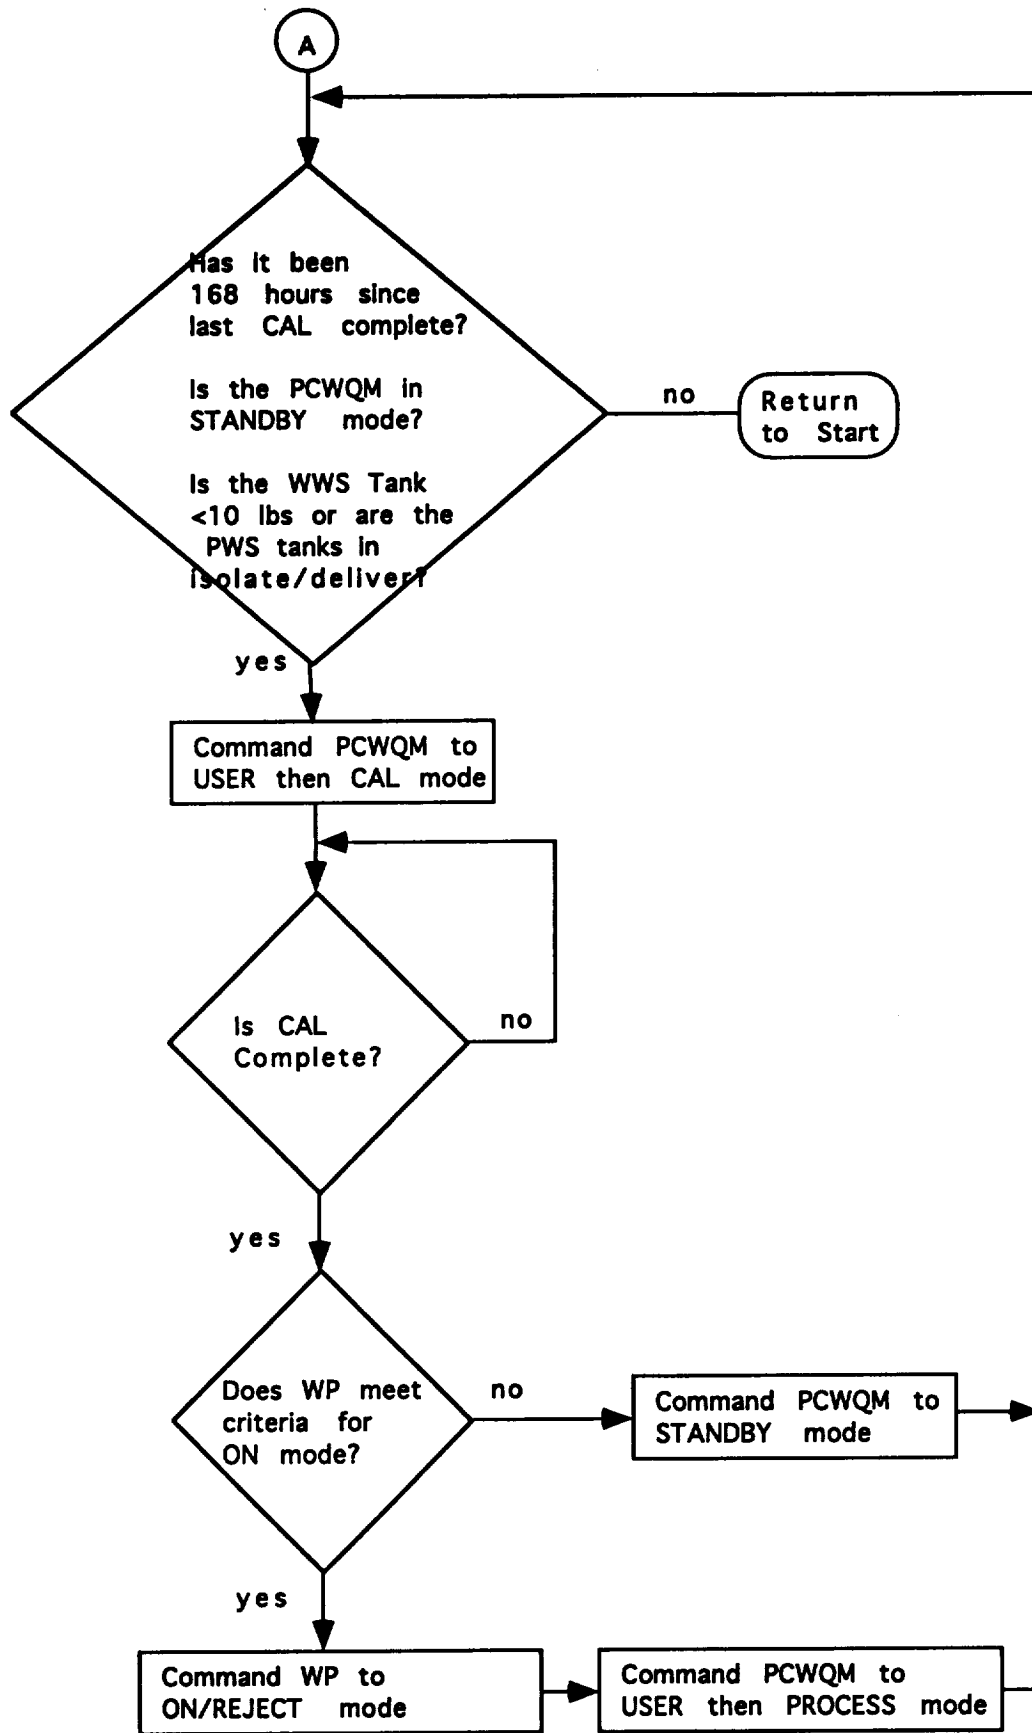 A
Has it been
168 hours since
last CAL complete?
Is the PCWQM in
STANDBY mode?
Is the WWS Tank
<10 lbs or are the
PWS tanks in
isolate/deliver?
no
Return
to Start
yes
Command PCWQM to
USER then CAL mode
Is CAL
Complete?
no
yes
Does WP meet
criteria for
ON mode?
no
Command PCWQM to
STANDBY mode
yes
Command WP to
ON/REJECT mode
Command PCWQM to
USER then PROCESS mode